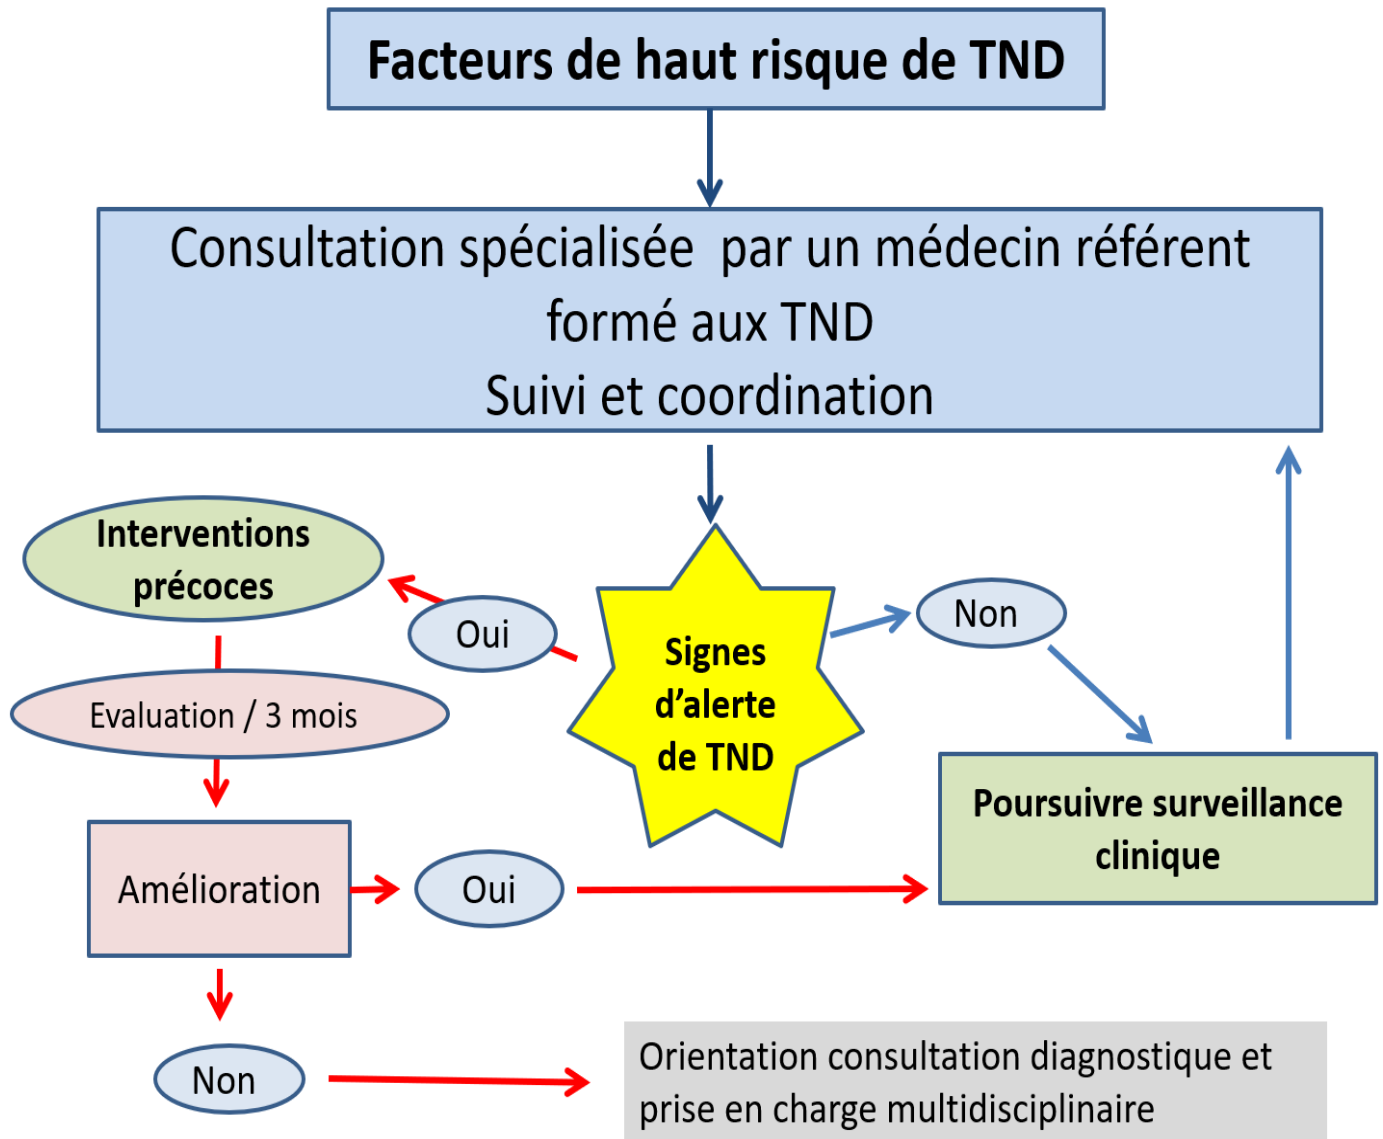 Facteurs de haut risque de TND
Consultation spécialisée par un médecin référent
formé aux TND
Suivi et coordination
Interventions
précoces
Oui
Signes
d’alerte
de TND
Non
Evaluation / 3 mois
Poursuivre surveillance
clinique
Amélioration
Oui
Non
Orientation consultation diagnostique et
prise en charge multidisciplinaire